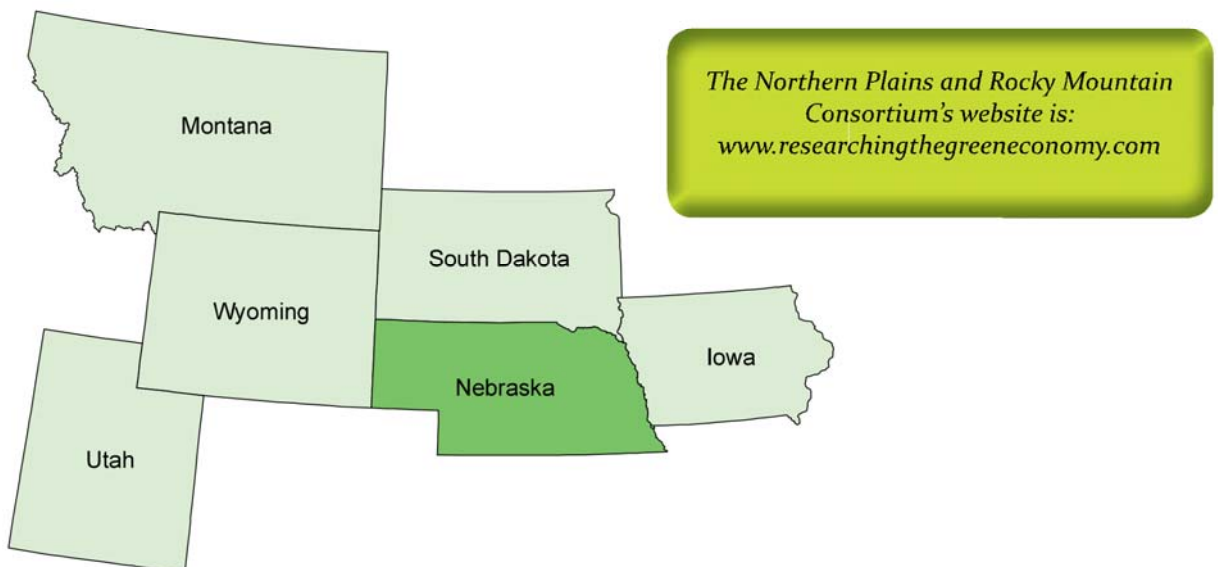 The Northern Plains and Rocky Mountain
Consortium's website is:
www.researchingthegreeneconomy.com
Montana
South Dakota
Wyoming
Iowa
Nebraska
Utah